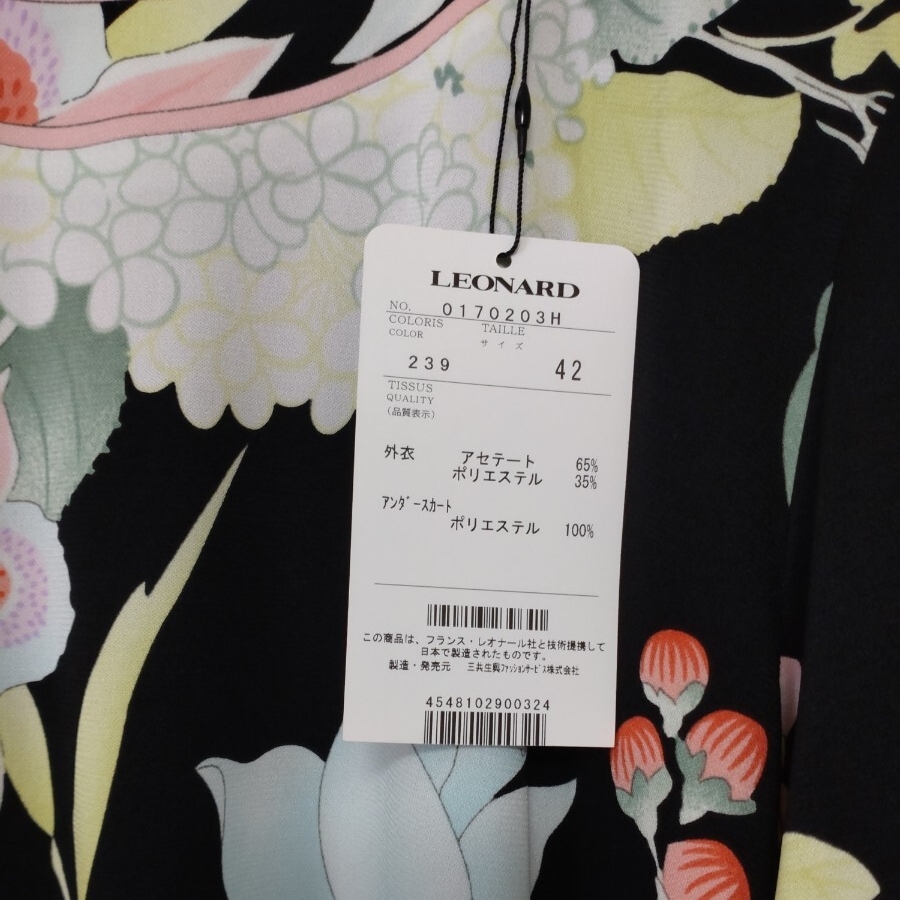 LEONARD
NO. 0170203H
COLORIS TAILLE
COLOR サイズ
239 42
TISSUS
QUALITY
(品質表示)
外衣 アセテート 65%
ポリエステル 35%
アンダースカート
ポリエステル 100%
この商品は、フランス・レオナール社と技術提携して
日本で製造されたものです。
製造・発売元 三共生興ファッションサービス株式会社
4548102900324